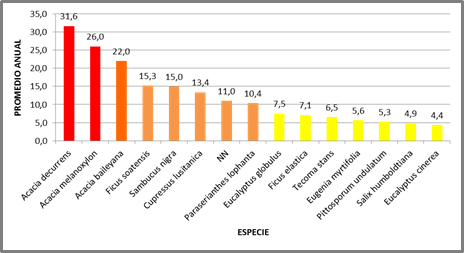 PROMEDIO ANUAL
35,0
30,0
25,0
20,0
15,0
10,0
5,0
0,0
31,6
26,0
22,0
15,3
15,0
13,4
11,0
10,4
7,5
7,1
6,5
5,6
5,3
4,9
4,4
Acacia decurrens
Acacia melanoxylon
Acacia baileyana
Ficus soatensis
Sambucus nigra
Cupressus lusitanica
NN
Paraserianthes lophanta
Eucalyptus globulus
Ficus elastica
Tecoma stans
Eugenia myrtifolia
Pittosporum undulatum
Salix humboldtiana
Eucalyptus cinerea
ESPECIE